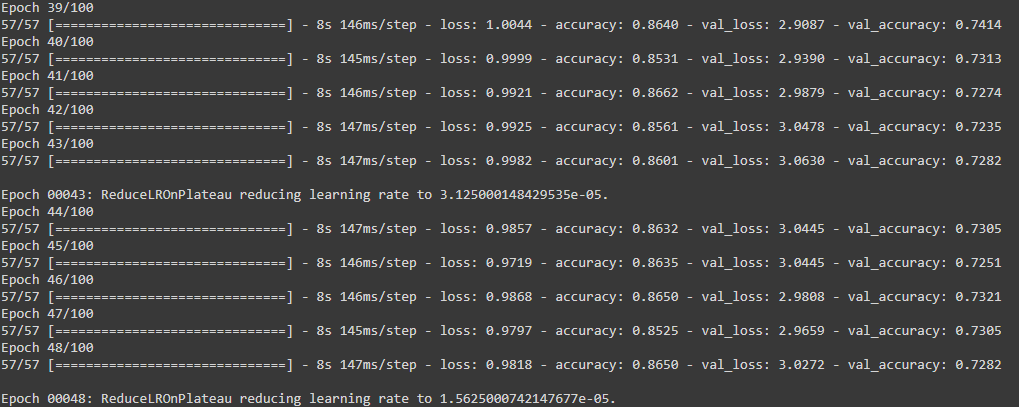 Epoch 39/100
57/57 [==============================] - 8s 146ms/step - loss: 1.0044 - accuracy: 0.8640 - val_loss: 2.9087 - val_accuracy: 0.7414
Epoch 40/100
57/57 [==============================] - 8s 145ms/step - loss: 0.9999 - accuracy: 0.8531 - val_loss: 2.9390 - val_accuracy: 0.7313
Epoch 41/100
57/57 [==============================] - 8s 146ms/step - loss: 0.9921 - accuracy: 0.8662 - val_loss: 2.9879 - val_accuracy: 0.7274
Epoch 42/100
57/57 [==============================] - 8s 147ms/step - loss: 0.9925 - accuracy: 0.8561 - val_loss: 3.0478 - val_accuracy: 0.7235
Epoch 43/100
57/57 [==============================] - 8s 147ms/step - loss: 0.9982 - accuracy: 0.8601 - val_loss: 3.0630 - val_accuracy: 0.7282
Epoch 00043: ReduceLROnPlateau reducing learning rate to 3.125000148429535e-05.
Epoch 44/100
57/57 [==============================] - 8s 147ms/step - loss: 0.9857 - accuracy: 0.8632 - val_loss: 3.0445 - val_accuracy: 0.7305
Epoch 45/100
57/57 [==============================] - 8s 146ms/step - loss: 0.9719 - accuracy: 0.8635 - val_loss: 3.0445 - val_accuracy: 0.7251
Epoch 46/100
57/57 [==============================] - 8s 146ms/step - loss: 0.9868 - accuracy: 0.8650 - val_loss: 2.9808 - val_accuracy: 0.7321
Epoch 47/100
57/57 [==============================] - 8s 145ms/step - loss: 0.9797 - accuracy: 0.8525 - val_loss: 2.9659 - val_accuracy: 0.7305
Epoch 48/100
57/57 [==============================] - 8s 147ms/step - loss: 0.9818 - accuracy: 0.8650 - val_loss: 3.0272 - val_accuracy: 0.7282
Epoch 00048: ReduceLROnPlateau reducing learning rate to 1.5625000742147677e-05.